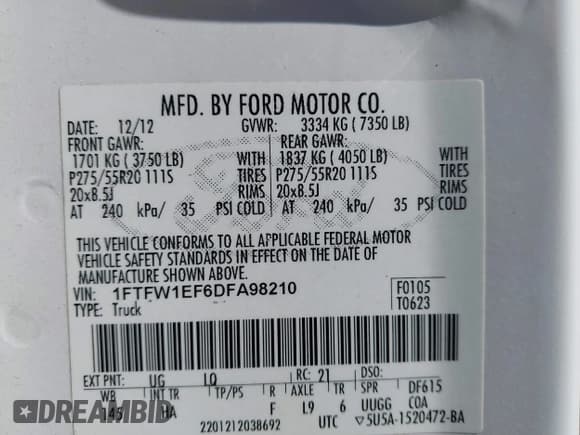 MFD. BY FORD MOTOR CO.
DATE: 12/12 GVWR: 3334 KG ( 7350 LB)
FRONT GAWR: REAR GAWR:
1701 KG ( 3750 LB) WITH 1837 KG ( 4050 LB) WITH
P275/55R20 111S TIRES P275/55R20 111S TIRES
20x8.5J RIMS 20x8.5J RIMS
AT 240 kPa/ 35 PSI COLD AT 240 kPa/ 35 PSI COLD
THIS VEHICLE CONFORMS TO ALL APPLICABLE FEDERAL MOTOR
VEHICLE SAFETY STANDARDS IN EFFECT ON THE DATE OF
MANUFACTURE SHOWN ABOVE.
VIN: 1FTFW1EF6DFA98210 F0105
TYPE: Truck T0623
EXT PNT: UG LQ RC: 21 DSO:
WB INT TR TP/PS R AXLE TR SPR DF615
145 HA F L9 6 UUGG COA
2201212038692 UTC 5U5A-1520472-BA
DREAMBID